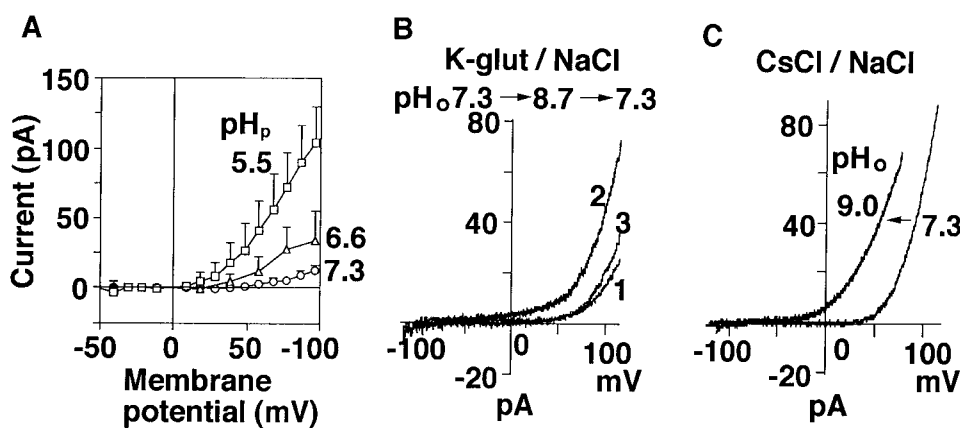 A
150
100
50
0
Current (pA)
pHp
5.5
6.6
7.3
-50
0
50
-100
Membrane
potential (mV)
B
K-glut / NaCl
pHo 7.3 → 8.7 → 7.3
80
40
2
3
1
-100
0
100
-20
mV
pA
C
CsCl / NaCl
80
pHo
9.0
40
7.3
-100
0
100
-20
mV
pA